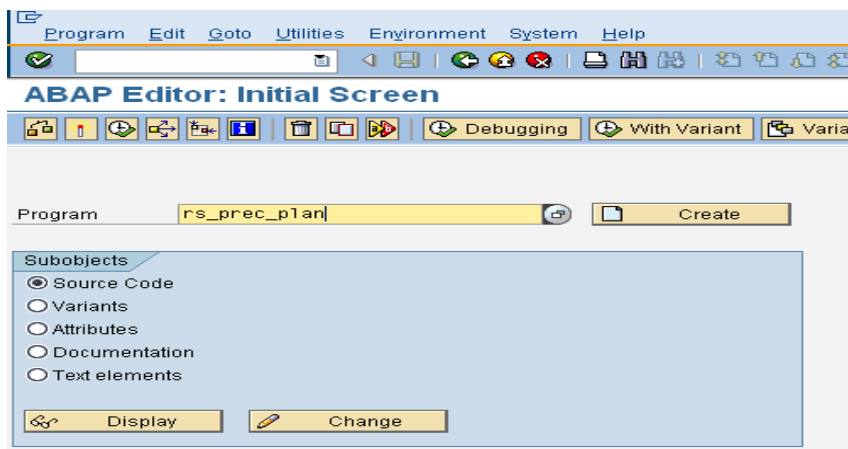 Program Edit Goto Utilities Environment System Help
ABAP Editor: Initial Screen
Debugging With Variant Varia
Program rs_prec_plan Create
Subobjects
Source Code
Variants
Attributes
Documentation
Text elements
Display Change